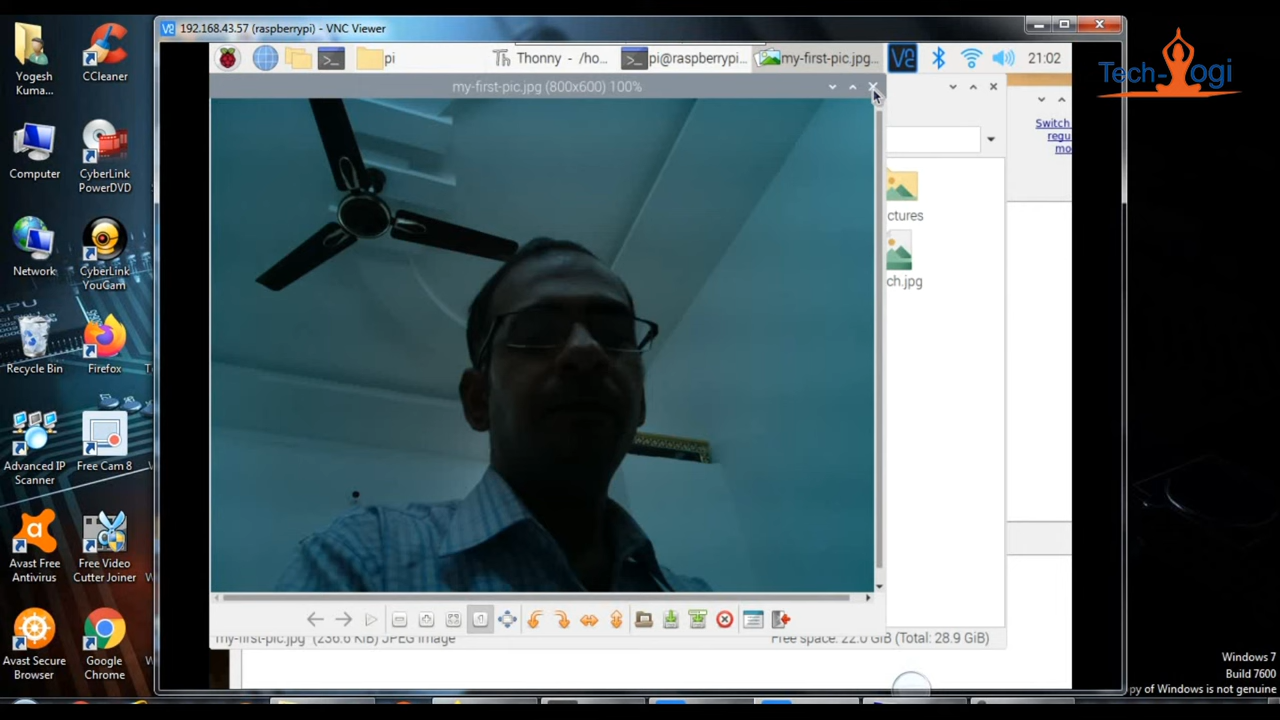 192.168.43.57 (raspberrypi) - VNC Viewer
Tech-Yogi
pi
Thonny - /ho...
pi@raspberrypi...
my-first-pic.jpg...
21:02
my-first-pic.jpg (800x600) 100%
Switch
regu
mo
ctures
ch.jpg
my-first-pic.jpg (236.6 KiB) JPEG image
Free space: 22.0 GiB (Total: 28.9 GiB)
Yogesh
Kuma...
CCleaner
Computer
CyberLink
PowerDVD
Network
CyberLink
YouCam
Recycle Bin
Firefox
Advanced IP
Scanner
Free Cam 8
Avast Free
Antivirus
Free Video
Cutter Joiner
Avast Secure
Browser
Google
Chrome
Windows 7
Build 7600
py of Windows is not genuine